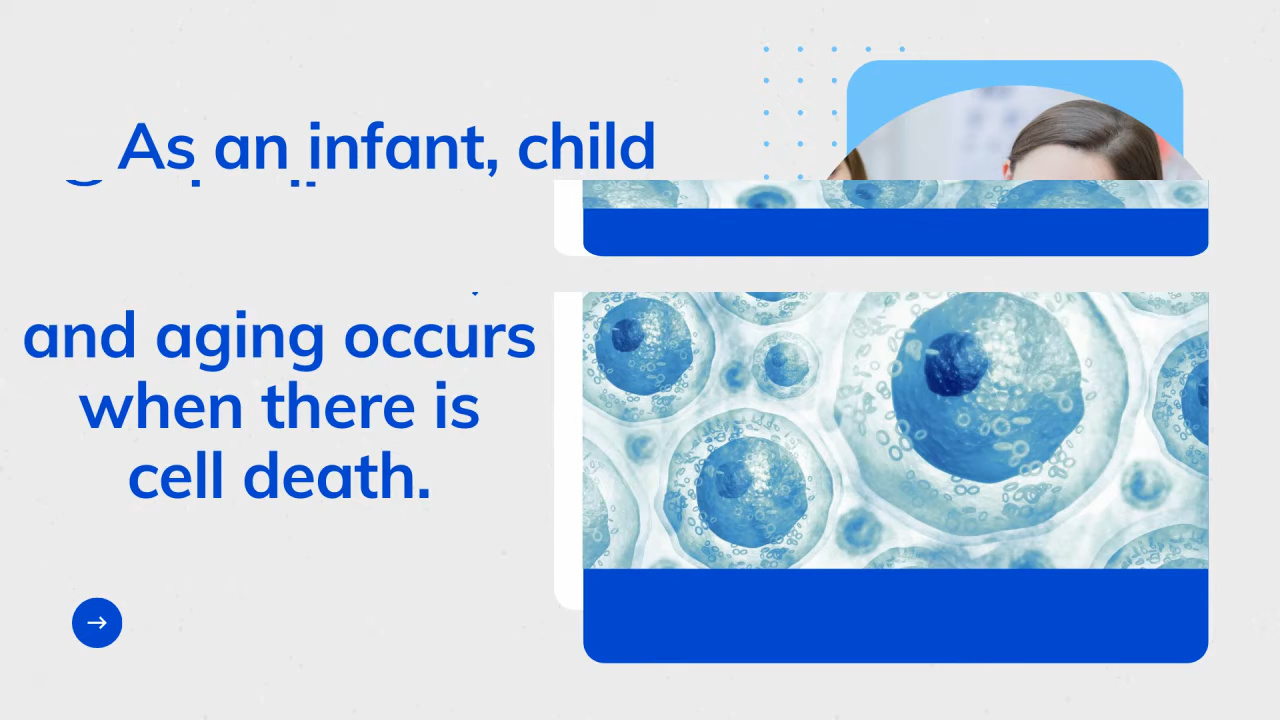 As an infant, child
and aging occurs
when there is
cell death.